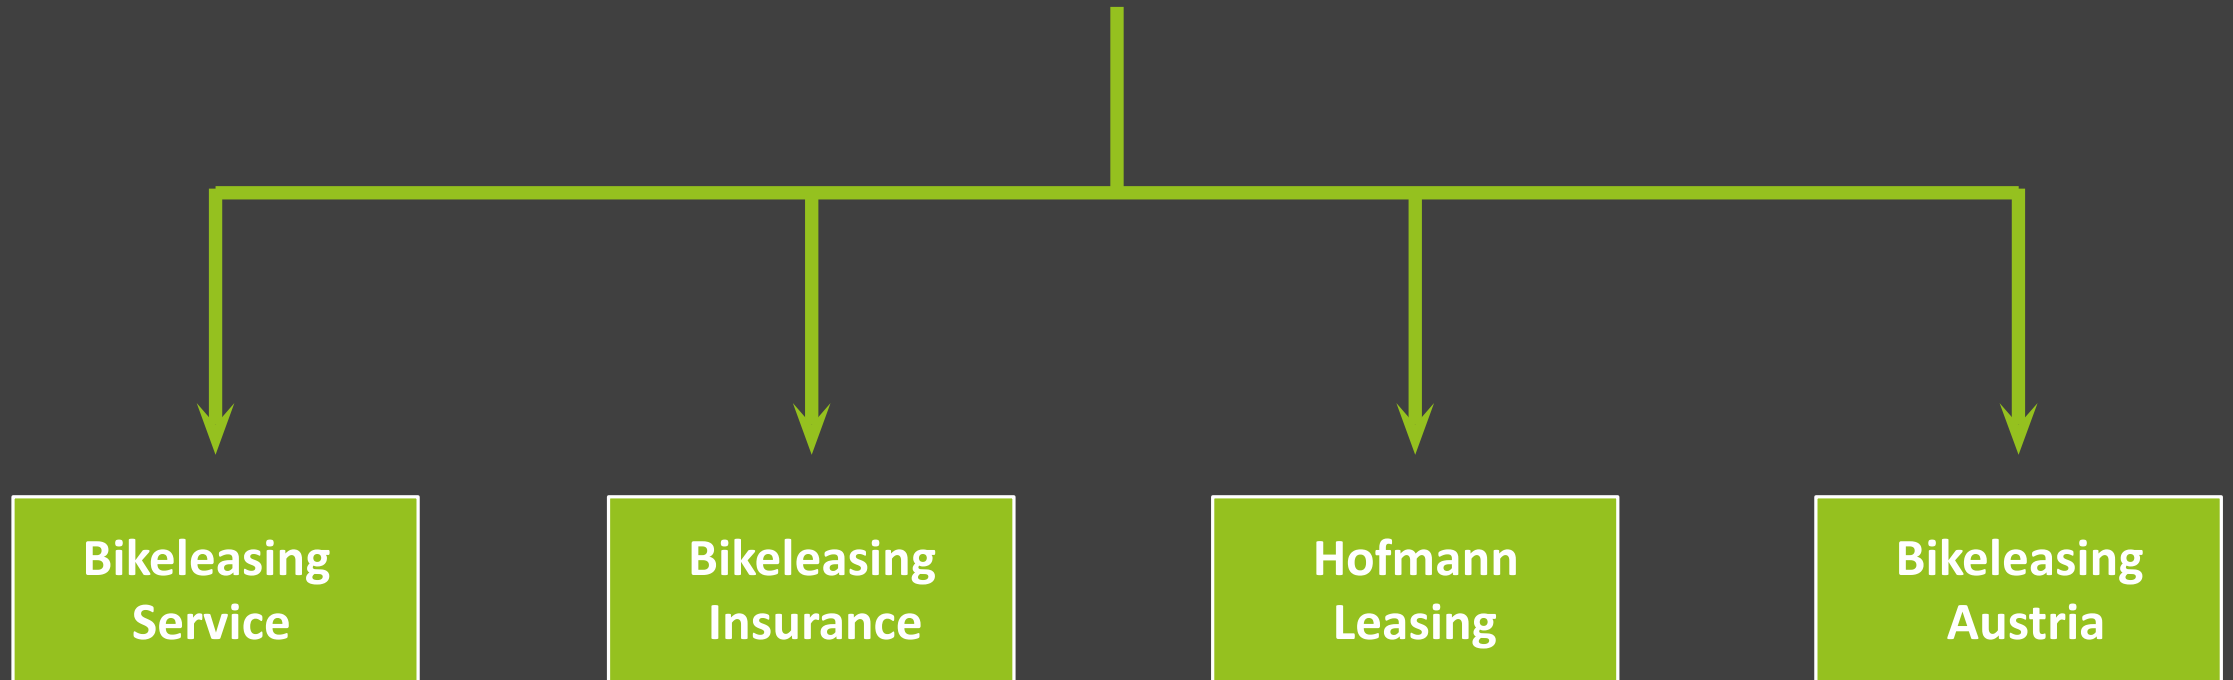 Bikeleasing
Service
Bikeleasing
Insurance
Hofmann
Leasing
Bikeleasing
Austria